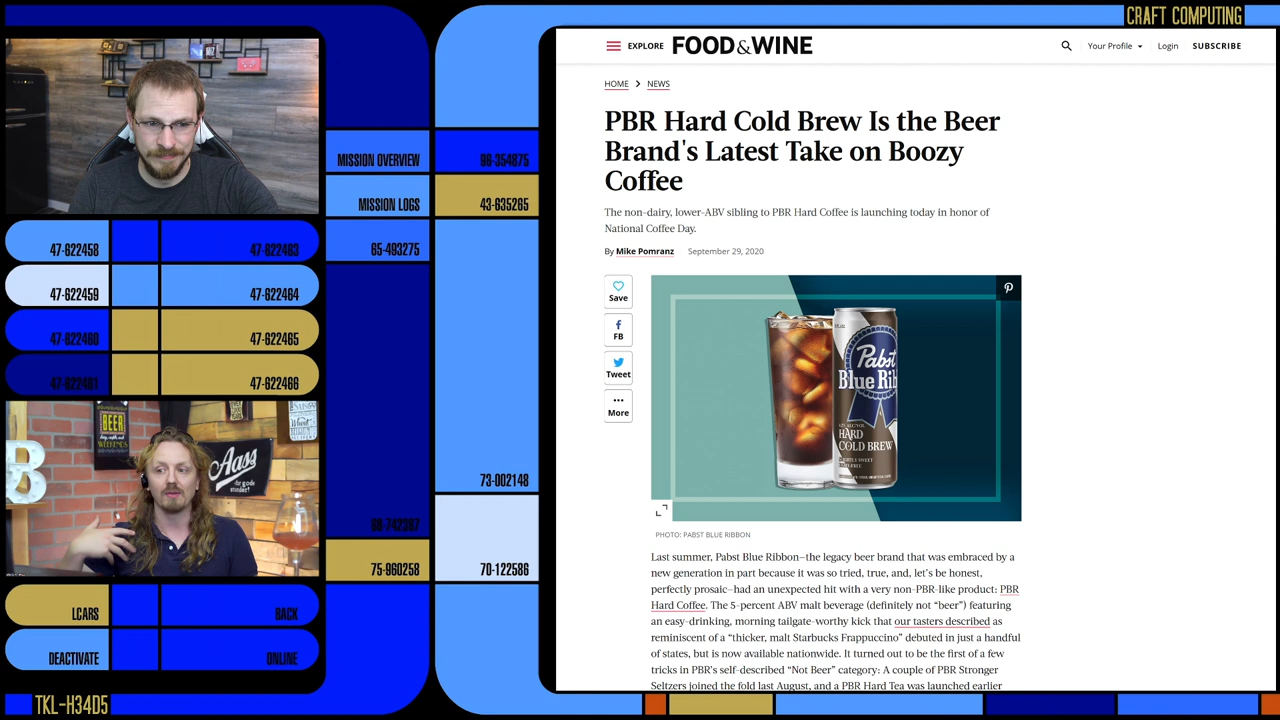 CRAFT COMPUTING
EXPLORE FOOD&WINE Your Profile Login SUBSCRIBE
HOME NEWS
PBR Hard Cold Brew Is the Beer
Brand's Latest Take on Boozy
Coffee
The non-dairy, lower-ABV sibling to PBR Hard Coffee is launching today in honor of
National Coffee Day.
By Mike Pomranz September 29, 2020
Save
FB
Tweet
More
Pabst
Blue Rib
HARD
COLD BREW
PHOTO: PABST BLUE RIBBON
Last summer, Pabst Blue Ribbon—the legacy beer brand that was embraced by a
new generation in part because it was so tried, true, and, let's be honest,
perfectly prosaic—had an unexpected hit with a very non-PBR-like product: PBR
Hard Coffee. The 5-percent ABV malt beverage (definitely not “beer”) featuring
an easy-drinking, morning tailgate-worthy kick that our tasters described as
reminiscent of a “thicker, malt Starbucks Frappuccino” debuted in just a handful
of states, but is now available nationwide. It turned out to be the first of a few
tricks in PBR's self-described “Not Beer” category: A couple of PBR Stronger
Seltzers joined the fold last August, and a PBR Hard Tea was launched earlier
MISSION OVERVIEW 96-354875
MISSION LOGS 43-635265
47-622458 47-622463 65-493275
47-622459 47-622464
47-622460 47-622465
47-622461 47-622466
73-002148
75-960258 70-122586
BEER
WEEKENDS
Aass
B
LCARS BACK
DEACTIVATE ONLINE
TKL-H34D5